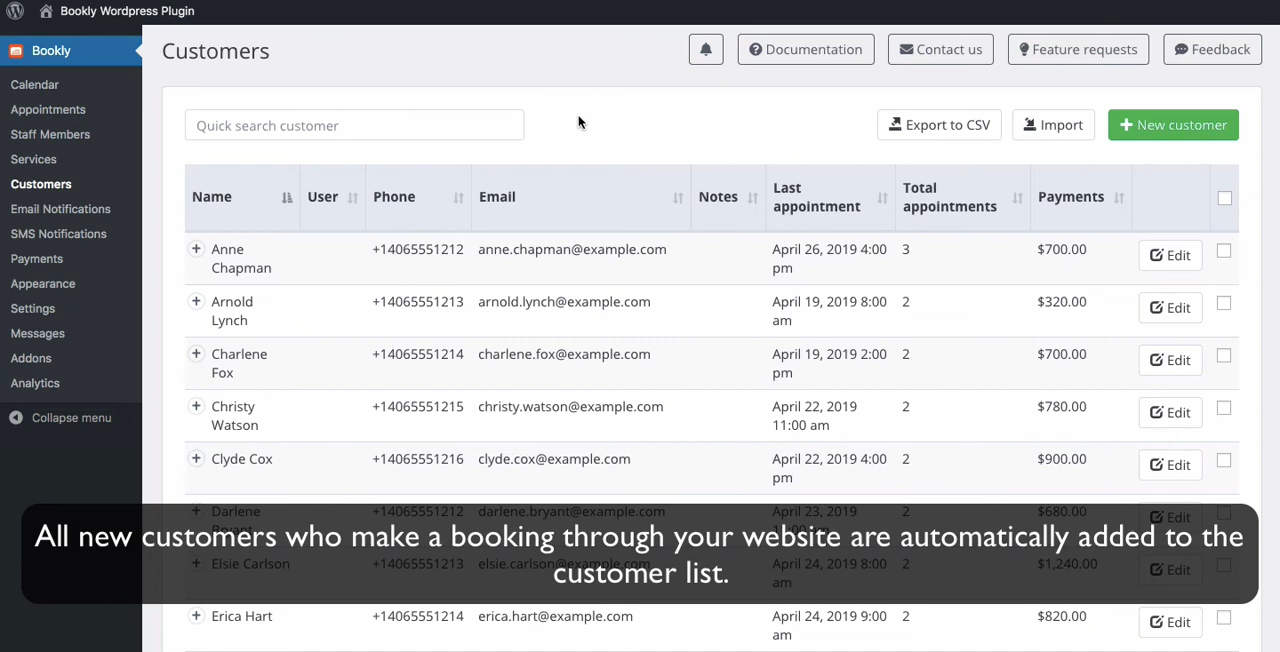 Bookly Wordpress Plugin
Bookly
Calendar
Appointments
Staff Members
Services
Customers
Email Notifications
SMS Notifications
Payments
Appearance
Settings
Messages
Addons
Analytics
Collapse menu
Customers
Documentation
Contact us
Feature requests
Feedback
Quick search customer
Export to CSV
Import
New customer
Name User Phone Email Notes Last appointment Total appointments Payments
Anne Chapman +14065551212 anne.chapman@example.com April 26, 2019 4:00 pm 3 $700.00 Edit
Arnold Lynch +14065551213 arnold.lynch@example.com April 19, 2019 8:00 am 2 $320.00 Edit
Charlene Fox +14065551214 charlene.fox@example.com April 19, 2019 2:00 pm 2 $700.00 Edit
Christy Watson +14065551215 christy.watson@example.com April 22, 2019 11:00 am 2 $780.00 Edit
Clyde Cox +14065551216 clyde.cox@example.com April 22, 2019 4:00 pm 2 $900.00 Edit
Darlene Bryant +14065551212 darlene.bryant@example.com April 23, 2019 am 2 $680.00 Edit
Elsie Carlson +14065551213 elsie.carlson@example.com April 24, 2019 8:00 am 2 $1,240.00 Edit
Erica Hart +14065551214 erica.hart@example.com April 24, 2019 9:00 am 2 $820.00 Edit
All new customers who make a booking through your website are automatically added to the
customer list.